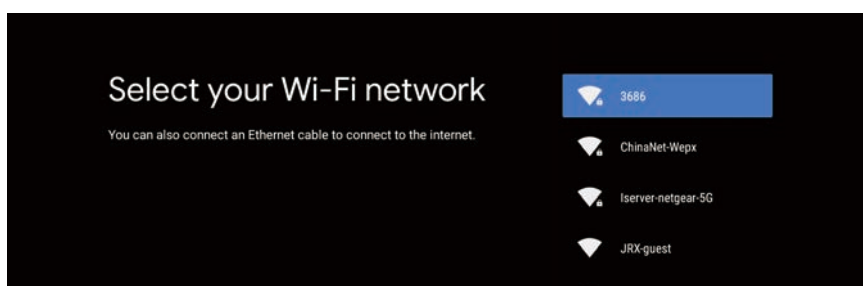 Select your Wi-Fi network
You can also connect an Ethernet cable to connect to the internet.
3686
ChinaNet-Wepx
Iserver-netgear-5G
JRX-guest